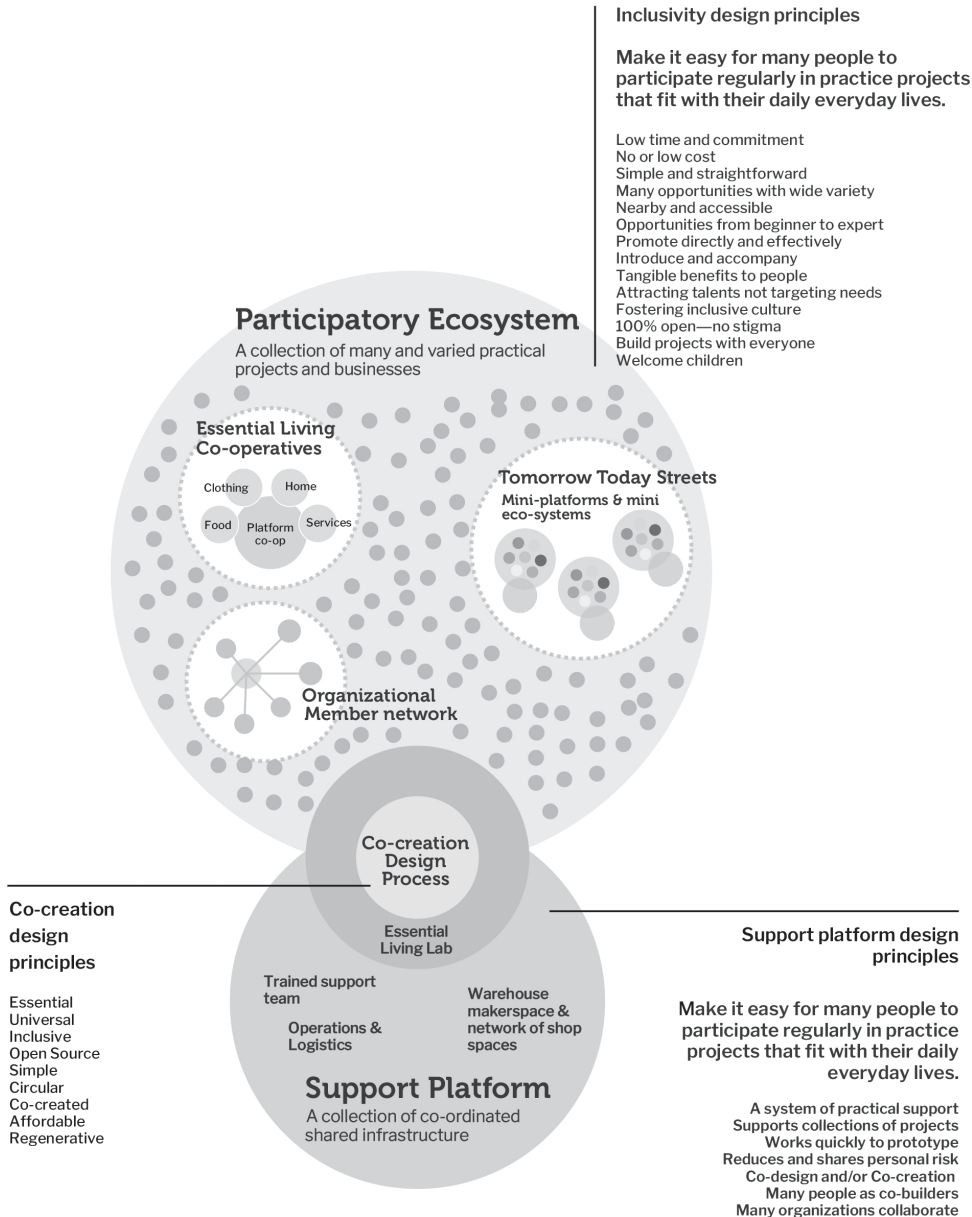 Inclusivity design principles
Make it easy for many people to
participate regularly in practice projects
that fit with their daily everyday lives.
Low time and commitment
No or low cost
Simple and straightforward
Many opportunities with wide variety
Nearby and accessible
Opportunities from beginner to expert
Promote directly and effectively
Introduce and accompany
Tangible benefits to people
Attracting talents not targeting needs
Fostering inclusive culture
100% open—no stigma
Build projects with everyone
Welcome children
Participatory Ecosystem
A collection of many and varied practical
projects and businesses
Essential Living
Co-operatives
Clothing
Home
Food
Platform
co-op
Services
Tomorrow Today Streets
Mini-platforms & mini
eco-systems
Organizational
Member network
Co-creation
Design
Process
Essential
Living Lab
Trained support
team
Operations &
Logistics
Warehouse
makerspace &
network of shop
spaces
Support Platform
A collection of co-ordinated
shared infrastructure
Co-creation
design
principles
Essential
Universal
Inclusive
Open Source
Simple
Circular
Co-created
Affordable
Regenerative
Support platform design
principles
Make it easy for many people to
participate regularly in practice
projects that fit with their daily
everyday lives.
A system of practical support
Supports collections of projects
Works quickly to prototype
Reduces and shares personal risk
Co-design and/or Co-creation
Many people as co-builders
Many organizations collaborate